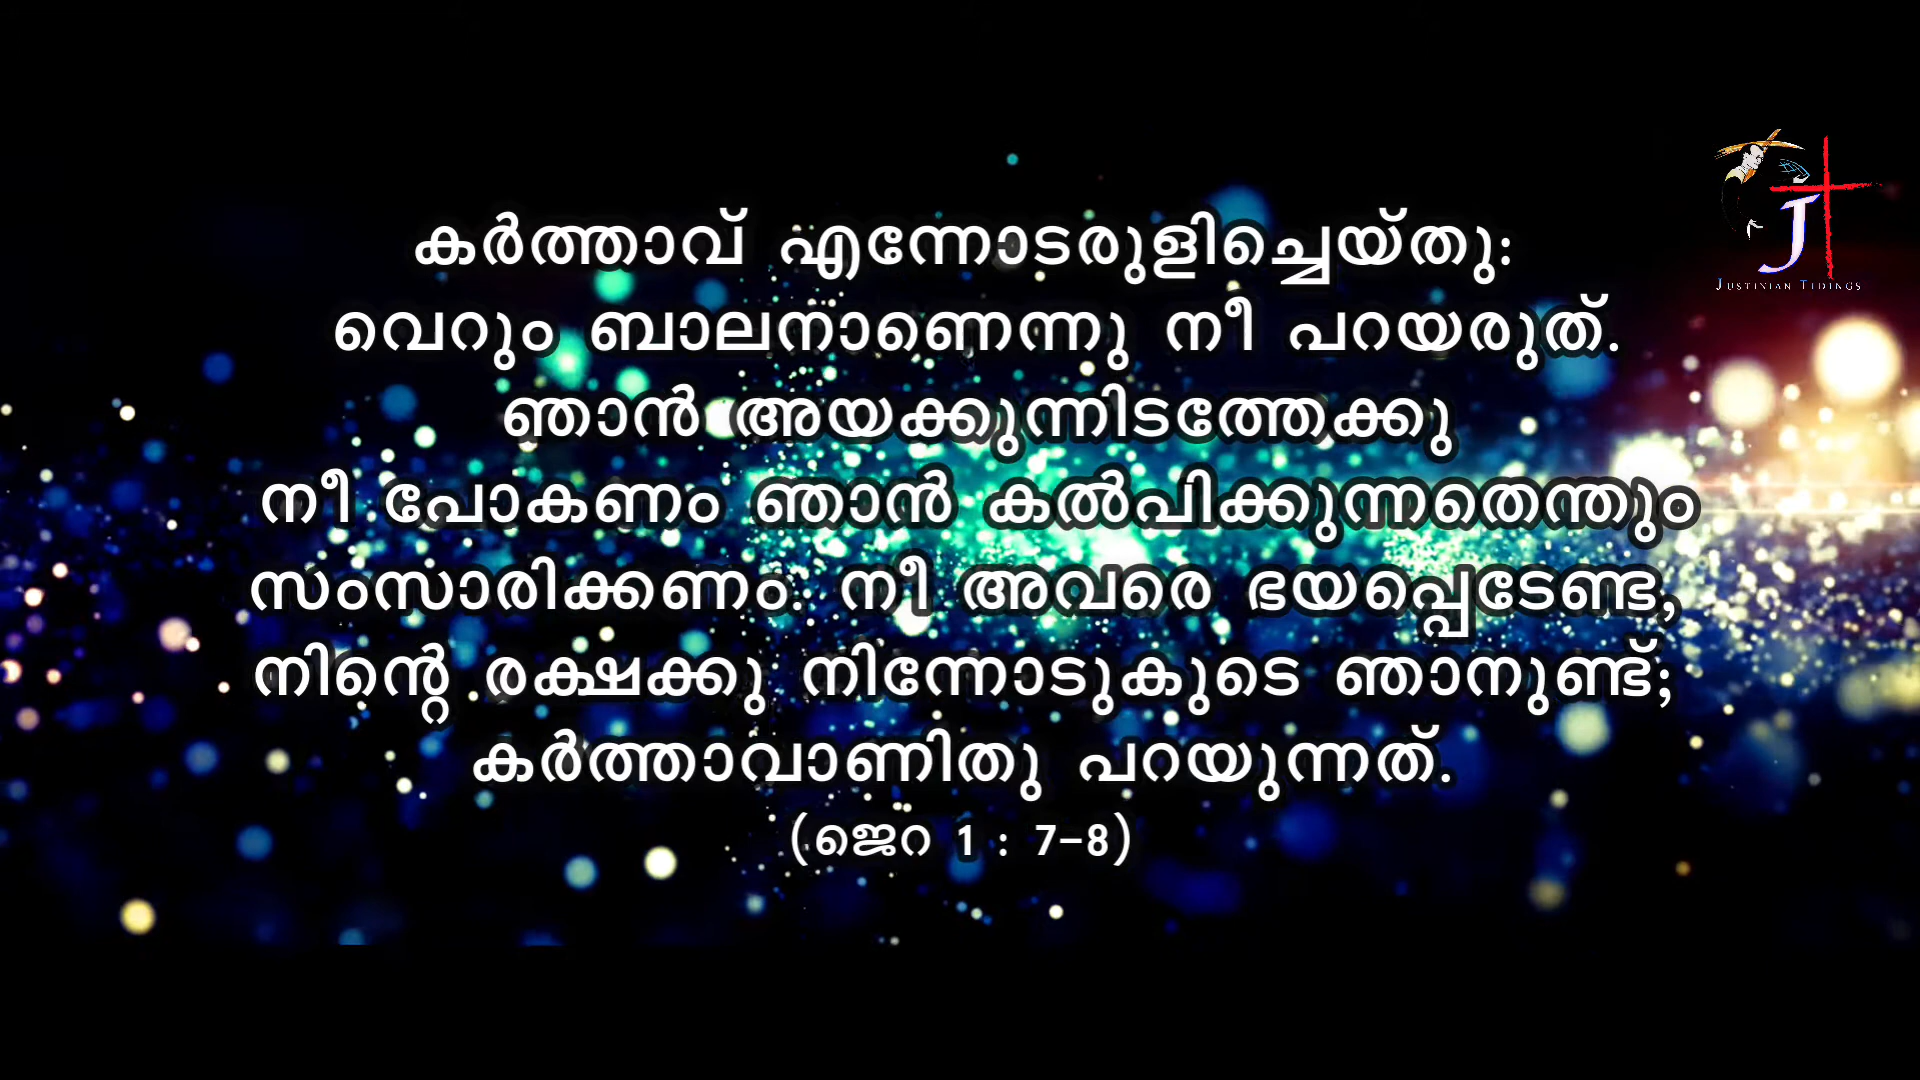 കർത്താവ് എന്നോടരുളിച്ചെയ്തു:
വെറും ബാലനാണെന്നു നീ പറയരുത്.
ഞാൻ അയക്കുന്നിടത്തേക്കു
നീ പോകണം ഞാൻ കൽപിക്കുന്നതെന്തും
സംസാരിക്കണം. നീ അവരെ ഭയപ്പെടേണ്ട,
നിന്റെ രക്ഷക്കു നിന്നോടുകുടെ ഞാനുണ്ട്;
കർത്താവാണിതു പറയുന്നത്.
(ജെറ 1 : 7-8)
J
JUSTINIAN TIDINGS